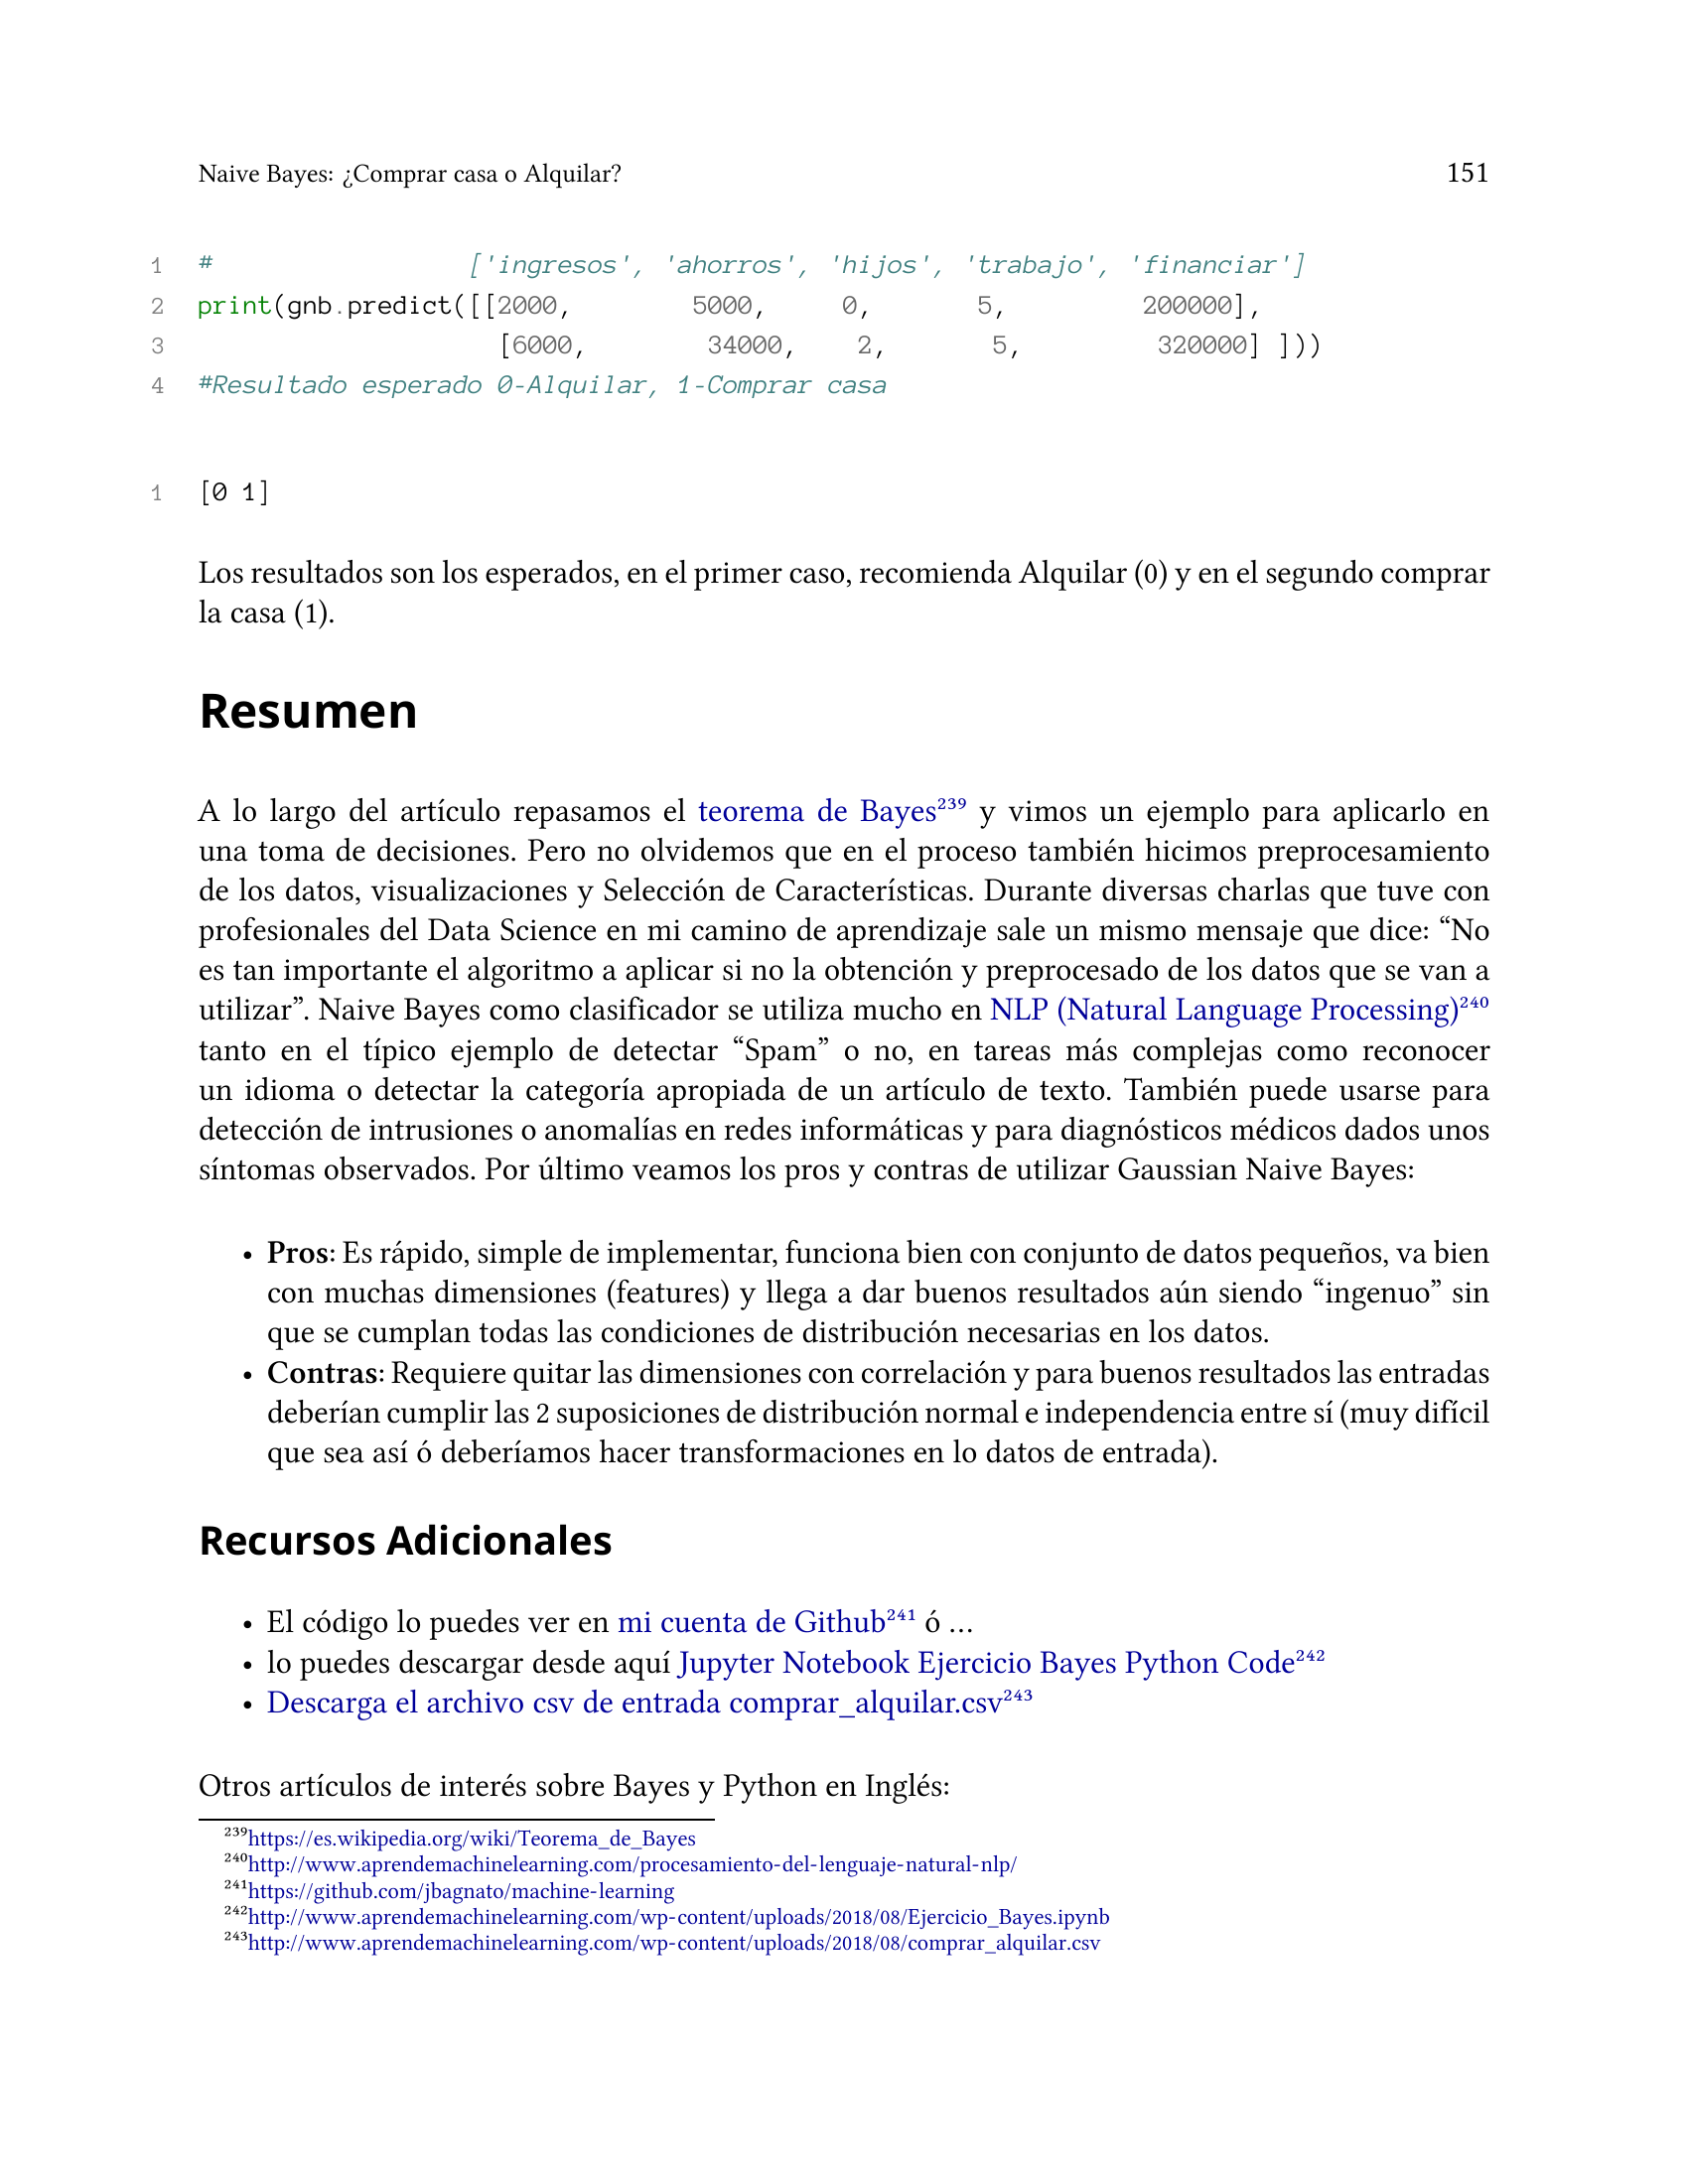 Naive Bayes: ¿Comprar casa o Alquilar? 151
1 # ['ingresos', 'ahorros', 'hijos', 'trabajo', 'financiar']
2 print(gnb.predict([[2000, 5000, 0, 5, 200000],
3 [6000, 34000, 2, 5, 320000] ]))
4 #Resultado esperado 0-Alquilar, 1-Comprar casa
1 [0 1]
Los resultados son los esperados, en el primer caso, recomienda Alquilar (0) y en el segundo comprar
la casa (1).
Resumen
A lo largo del artículo repasamos el teorema de Bayes²³⁹ y vimos un ejemplo para aplicarlo en
una toma de decisiones. Pero no olvidemos que en el proceso también hicimos preprocesamiento
de los datos, visualizaciones y Selección de Características. Durante diversas charlas que tuve con
profesionales del Data Science en mi camino de aprendizaje sale un mismo mensaje que dice: “No
es tan importante el algoritmo a aplicar si no la obtención y preprocesado de los datos que se van a
utilizar”. Naive Bayes como clasificador se utiliza mucho en NLP (Natural Language Processing)²⁴⁰
tanto en el típico ejemplo de detectar “Spam” o no, en tareas más complejas como reconocer
un idioma o detectar la categoría apropiada de un artículo de texto. También puede usarse para
detección de intrusiones o anomalías en redes informáticas y para diagnósticos médicos dados unos
síntomas observados. Por último veamos los pros y contras de utilizar Gaussian Naive Bayes:
• Pros: Es rápido, simple de implementar, funciona bien con conjunto de datos pequeños, va bien
con muchas dimensiones (features) y llega a dar buenos resultados aún siendo “ingenuo” sin
que se cumplan todas las condiciones de distribución necesarias en los datos.
• Contras: Requiere quitar las dimensiones con correlación y para buenos resultados las entradas
deberían cumplir las 2 suposiciones de distribución normal e independencia entre sí (muy difícil
que sea así ó deberíamos hacer transformaciones en lo datos de entrada).
Recursos Adicionales
• El código lo puedes ver en mi cuenta de Github²⁴¹ ó …
• lo puedes descargar desde aquí Jupyter Notebook Ejercicio Bayes Python Code²⁴²
• Descarga el archivo csv de entrada comprar_alquilar.csv²⁴³
Otros artículos de interés sobre Bayes y Python en Inglés:
²³⁹https://es.wikipedia.org/wiki/Teorema_de_Bayes
²⁴⁰http://www.aprendemachinelearning.com/procesamiento-del-lenguaje-natural-nlp/
²⁴¹https://github.com/jbagnato/machine-learning
²⁴²http://www.aprendemachinelearning.com/wp-content/uploads/2018/08/Ejercicio_Bayes.ipynb
²⁴³http://www.aprendemachinelearning.com/wp-content/uploads/2018/08/comprar_alquilar.csv